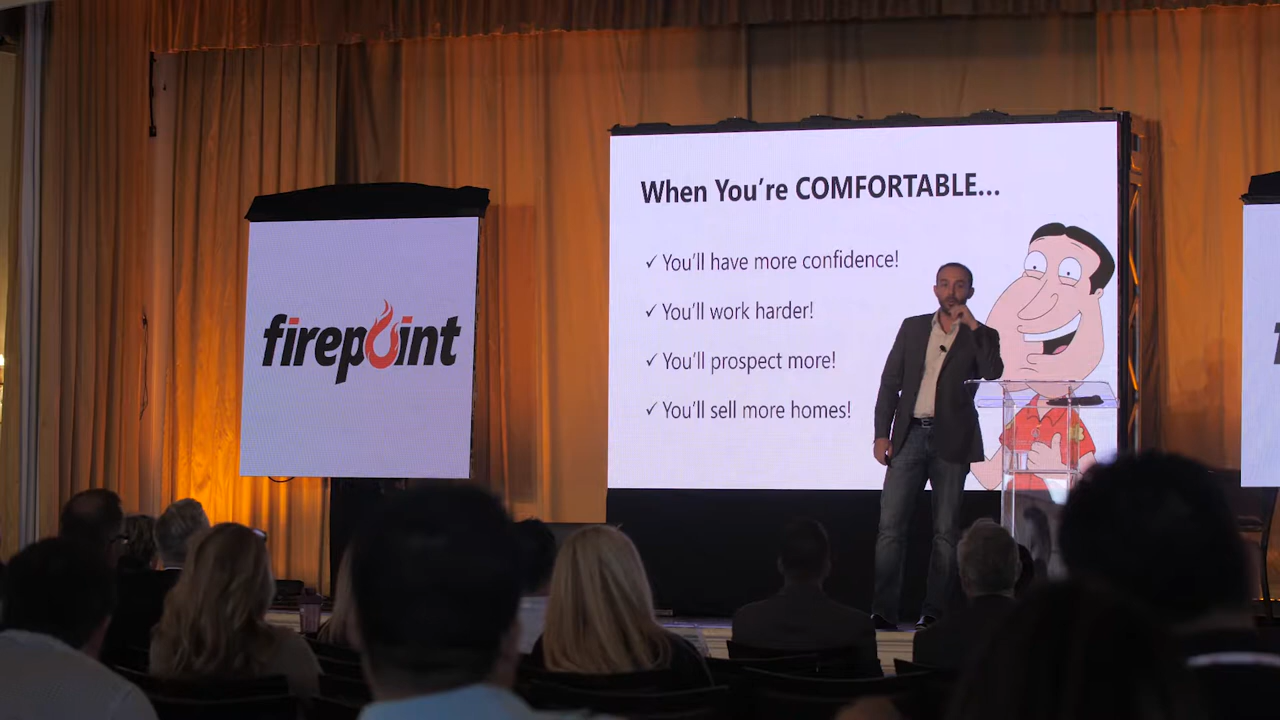 firepoint
When You're COMFORTABLE...
✓ You'll have more confidence!
✓ You'll work harder!
✓ You'll prospect more!
✓ You'll sell more homes!